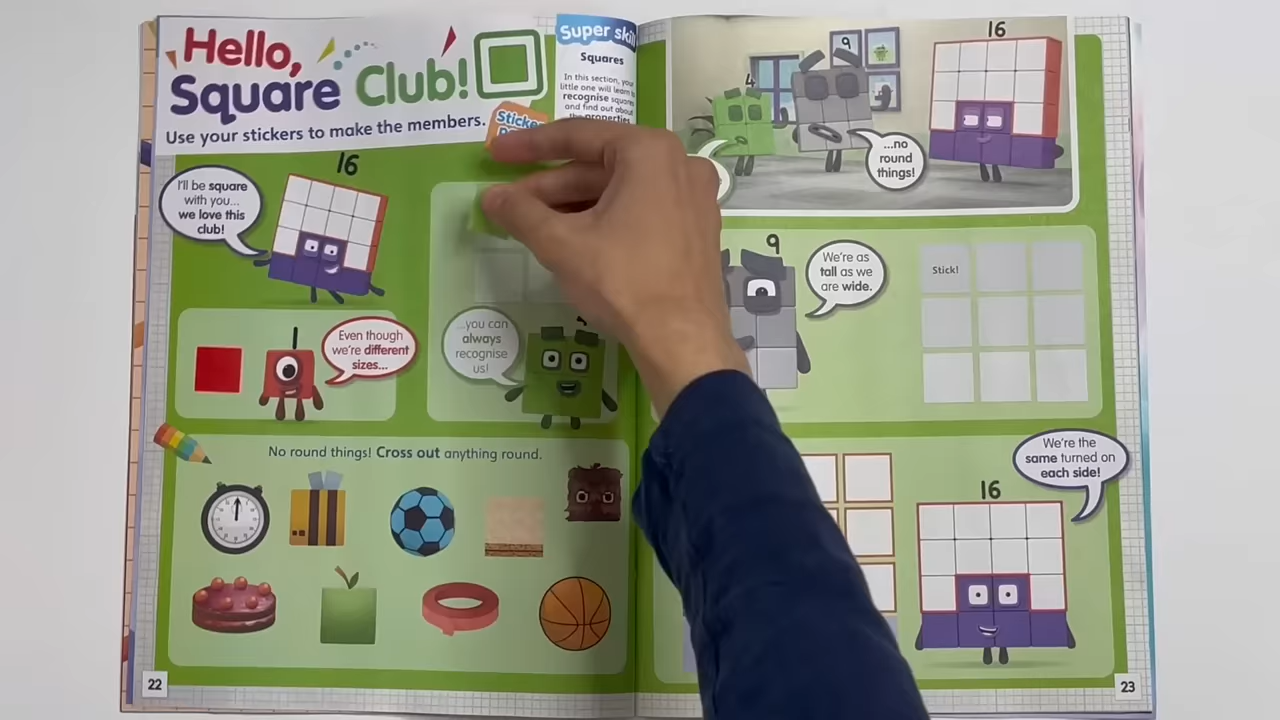 Hello,
Square Club!
Use your stickers to make the members.
Super
Squares
In this section, your
little one will learn
recognise squares
and find out about
the properties
16
I'll be square
with you...
we love this
club!
Even though
we're different
sizes...
...you can
always
recognise
us!
No round things! Cross out anything round.
22
4
9
16
...no
round
things!
9
We're as
tall as we
are wide.
Stick!
We're the
same turned on
each side!
16
23